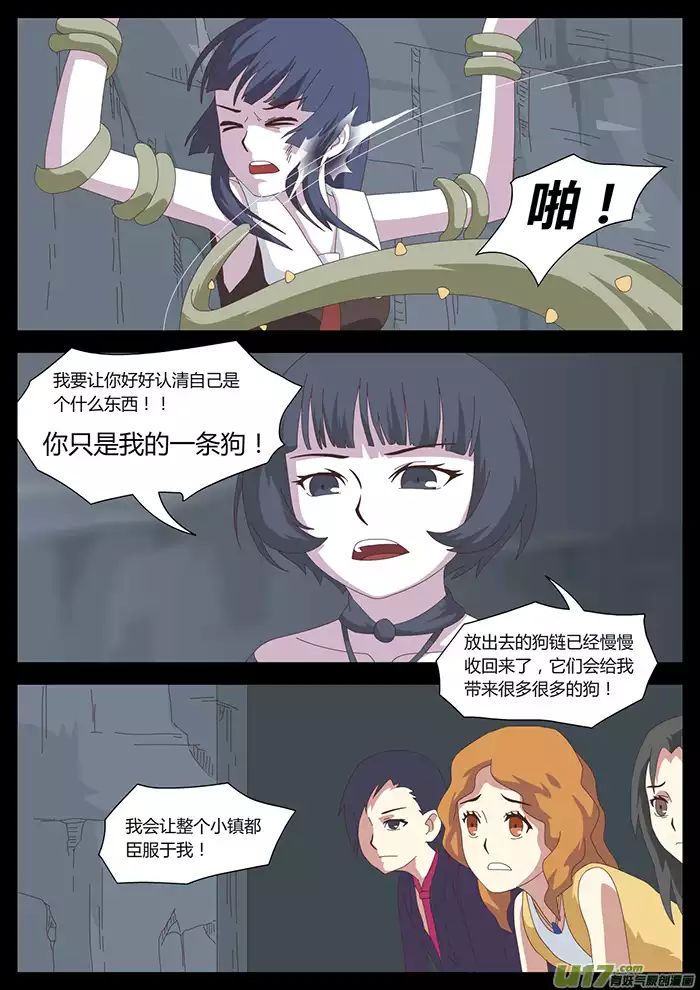 啪！
我要让你好好认清自己是
个什么东西！！
你只是我的一条狗！
放出去的狗链已经慢慢
收回来了，它们会给我
带来很多很多的狗！
我会让整个小镇都
臣服于我！
U17.com
有妖气原创漫画